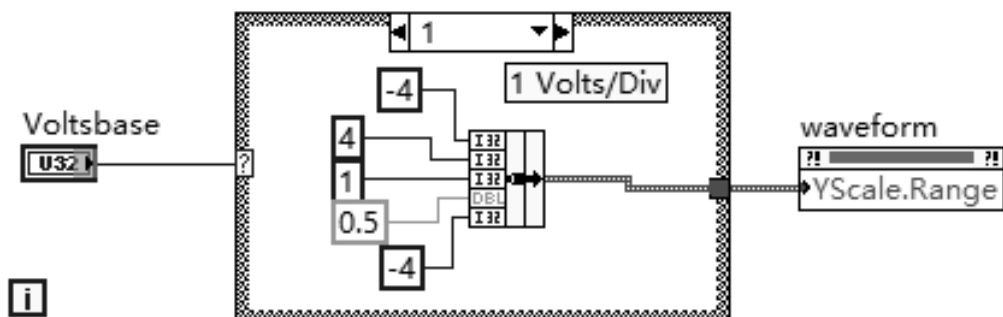 1
-4
1 Volts/Div
Voltsbase
U32
?
4
1
0.5
-4
I32
I32
I32
DBL
I32
waveform
?! ?!
YScale.Range
i